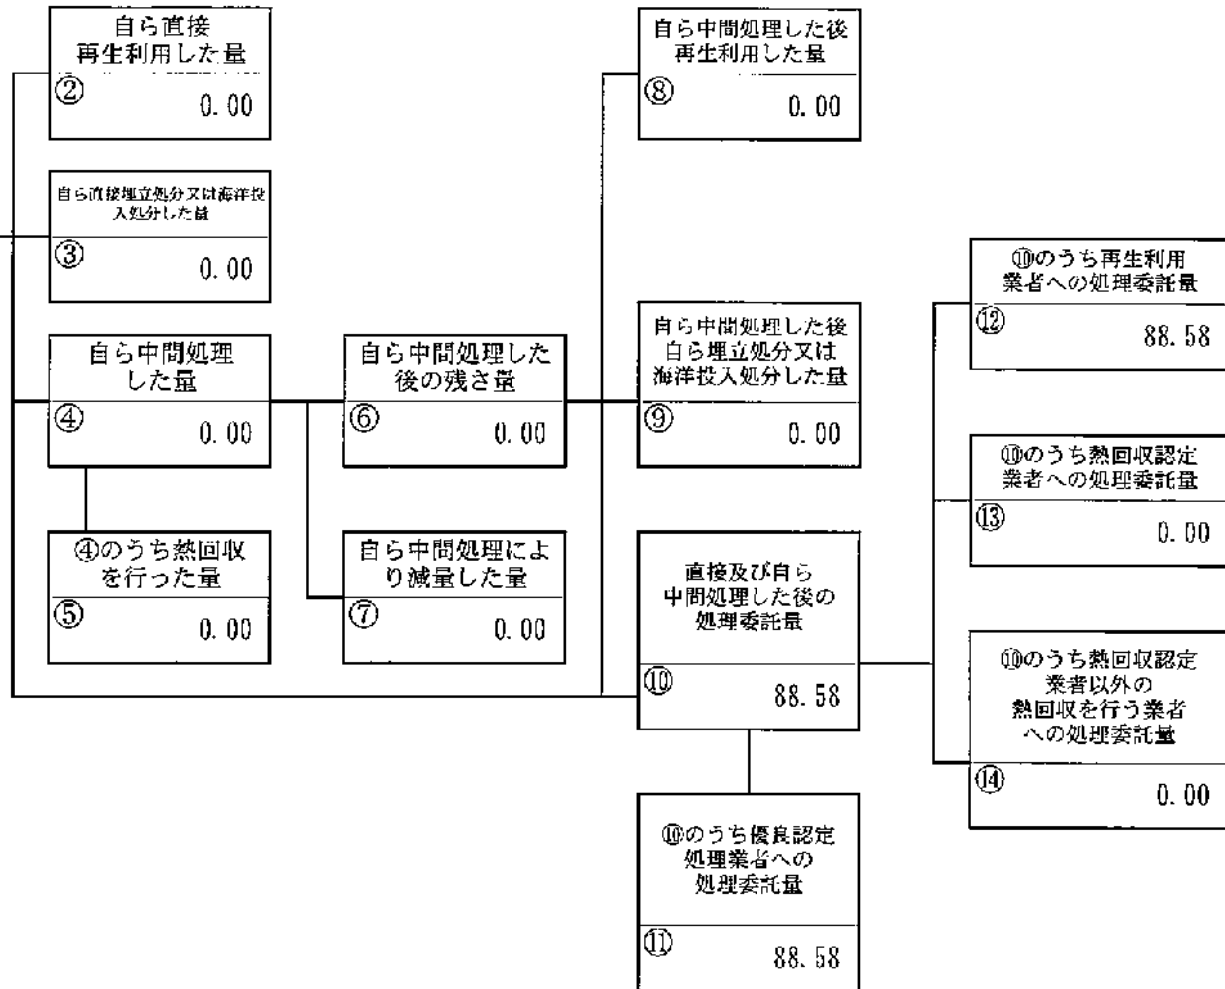 自ら直接
再生利用した量
②
0.00
自ら直接埋立処分又は海洋投
入処分した量
③
0.00
自ら中間処理
した量
④
0.00
④のうち熱回収
を行った量
⑤
0.00
自ら中間処理した
後の残さ量
⑥
0.00
自ら中間処理によ
り減量した量
⑦
0.00
自ら中間処理した後
再生利用した量
⑧
0.00
自ら中間処理した後
自ら埋立処分又は
海洋投入処分した量
⑨
0.00
直接及び自ら
中間処理した後の
処理委託量
⑩
88.58
⑩のうち優良認定
処理業者への
処理委託量
⑪
88.58
⑩のうち再生利用
業者への処理委託量
⑫
88.58
⑩のうち熱回収認定
業者への処理委託量
⑬
0.00
⑩のうち熱回収認定
業者以外の
熱回収を行う業者
への処理委託量
⑭
0.00